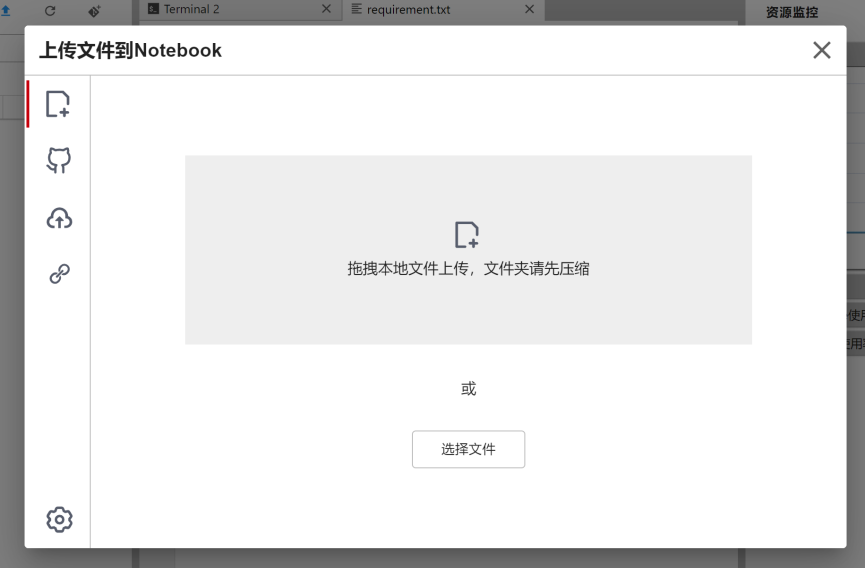 Terminal 2
requirement.txt
资源监控
上传文件到Notebook
拖拽本地文件上传，文件夹请先压缩
或
选择文件